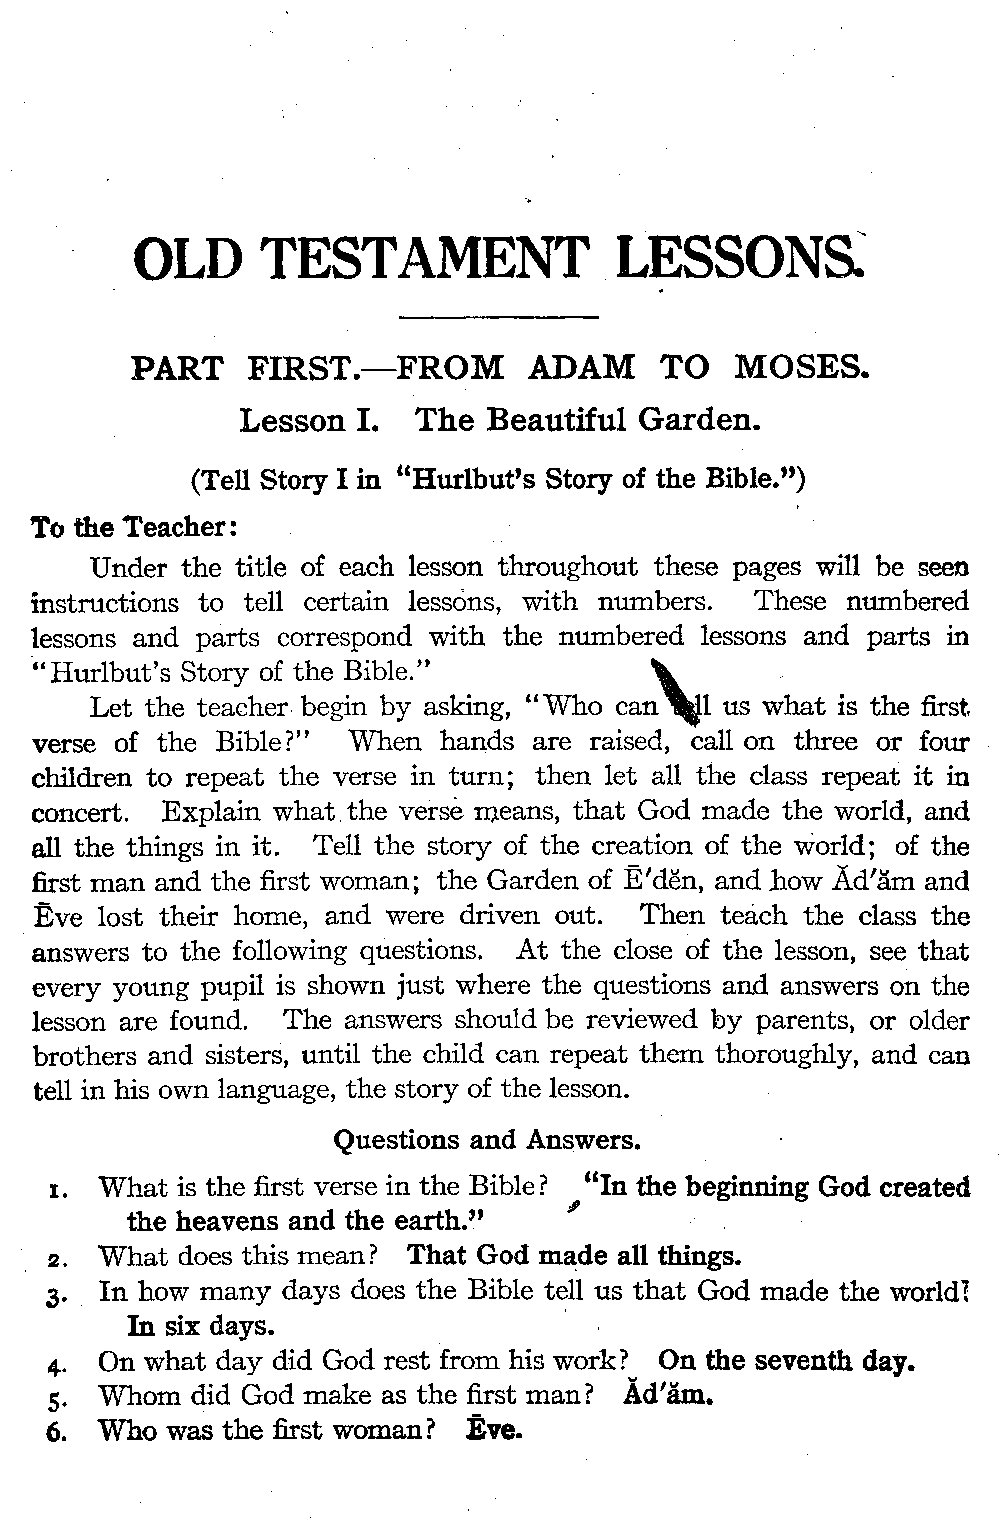 OLD TESTAMENT LESSONS.
PART FIRST.—FROM ADAM TO MOSES.
Lesson I. The Beautiful Garden.
(Tell Story I in “Hurlbut's Story of the Bible.”)
To the Teacher:
Under the title of each lesson throughout these pages will be seen
instructions to tell certain lessons, with numbers. These numbered
lessons and parts correspond with the numbered lessons and parts in
“Hurlbut's Story of the Bible.”
Let the teacher begin by asking, “Who can ll us what is the first
verse of the Bible?” When hands are raised, call on three or four
children to repeat the verse in turn; then let all the class repeat it in
concert. Explain what the verse means, that God made the world, and
all the things in it. Tell the story of the creation of the world; of the
first man and the first woman; the Garden of Ē′dĕn, and how Ăd′ăm and
Ēve lost their home, and were driven out. Then teach the class the
answers to the following questions. At the close of the lesson, see that
every young pupil is shown just where the questions and answers on the
lesson are found. The answers should be reviewed by parents, or older
brothers and sisters, until the child can repeat them thoroughly, and can
tell in his own language, the story of the lesson.
Questions and Answers.
1. What is the first verse in the Bible? “In the beginning God created
the heavens and the earth.”
2. What does this mean? That God made all things.
3. In how many days does the Bible tell us that God made the world?
In six days.
4. On what day did God rest from his work? On the seventh day.
5. Whom did God make as the first man? Ăd′ăm.
6. Who was the first woman? Ēve.